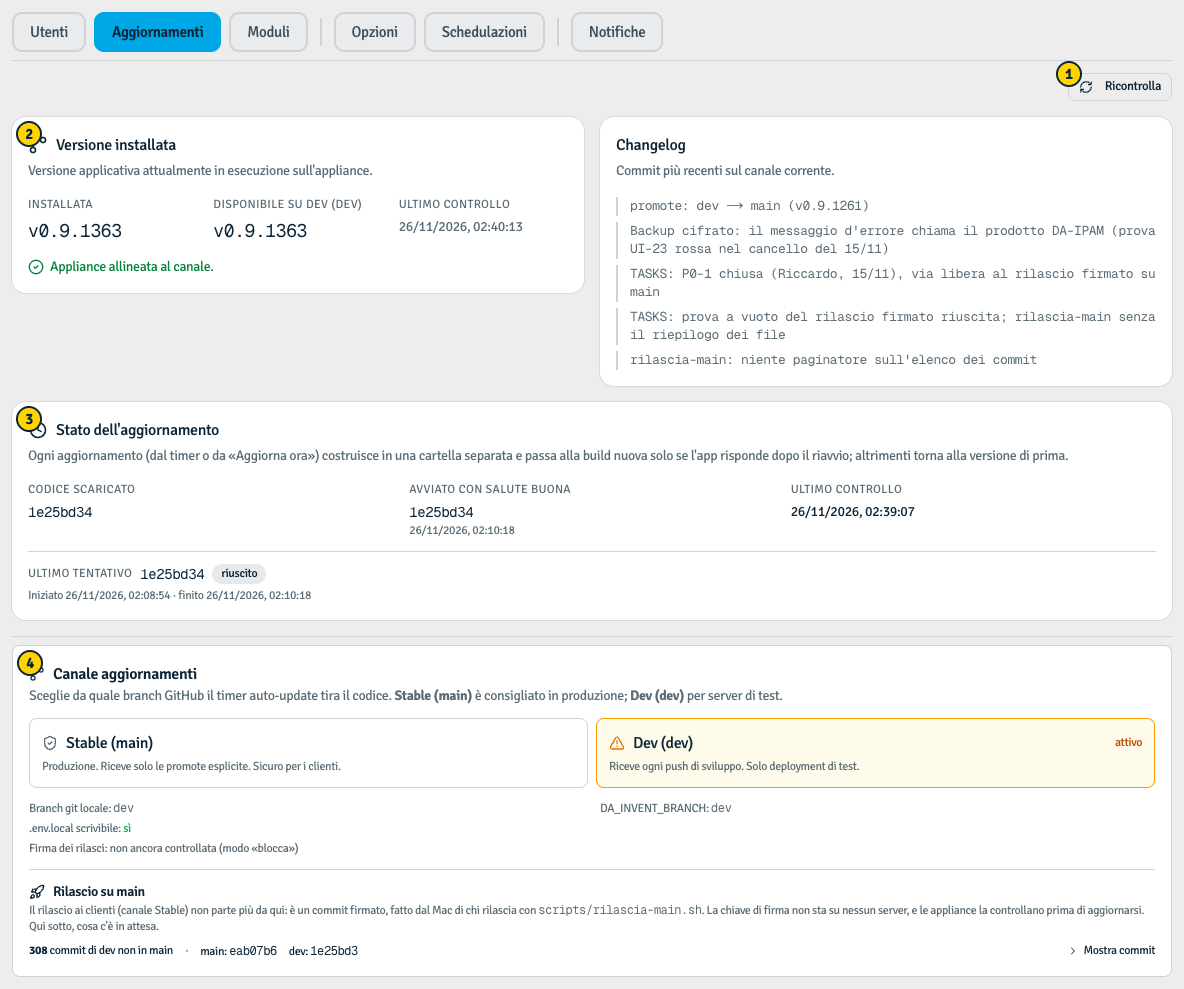 Utenti
Aggiornamenti
Moduli
Opzioni
Schedulazioni
Notifiche
1
Ricontrolla
2
Versione installata
Versione applicativa attualmente in esecuzione sull'appliance.
INSTALLATA
DISPONIBILE SU DEV (DEV)
ULTIMO CONTROLLO
v0.9.1363
v0.9.1363
26/11/2026, 02:40:13
Appliance allineata al canale.
Changelog
Commit più recenti sul canale corrente.
promote: dev ⟶ main (v0.9.1261)
Backup cifrato: il messaggio d'errore chiama il prodotto DA-IPAM (prova
UI-23 rossa nel cancello del 15/11)
TASKS: P0-1 chiusa (Riccardo, 15/11), via libera al rilascio firmato su
main
TASKS: prova a vuoto del rilascio firmato riuscita; rilascia-main senza
il riepilogo dei file
rilascia-main: niente paginatore sull'elenco dei commit
3
Stato dell'aggiornamento
Ogni aggiornamento (dal timer o da «Aggiorna ora») costruisce in una cartella separata e passa alla build nuova solo se l'app risponde dopo il riavvio; altrimenti torna alla versione di prima.
CODICE SCARICATO
AVVIATO CON SALUTE BUONA
ULTIMO CONTROLLO
1e25bd34
1e25bd34
26/11/2026, 02:39:07
26/11/2026, 02:10:18
ULTIMO TENTATIVO 1e25bd34 riuscito
Iniziato 26/11/2026, 02:08:54 · finito 26/11/2026, 02:10:18
4
Canale aggiornamenti
Sceglie da quale branch GitHub il timer auto-update tira il codice. Stable (main) è consigliato in produzione; Dev (dev) per server di test.
Stable (main)
Produzione. Riceve solo le promote esplicite. Sicuro per i clienti.
Dev (dev)
attivo
Riceve ogni push di sviluppo. Solo deployment di test.
Branch git locale: dev
DA_INVENT_BRANCH: dev
.env.local scrivibile: sì
Firma dei rilasci: non ancora controllata (modo «blocca»)
Rilascio su main
Il rilascio ai clienti (canale Stable) non parte più da qui: è un commit firmato, fatto dal Mac di chi rilascia con scripts/rilascia-main.sh. La chiave di firma non sta su nessun server, e le appliance la controllano prima di aggiornarsi.
Qui sotto, cosa c'è in attesa.
308 commit di dev non in main · main: eab07b6 dev: 1e25bd3
Mostra commit